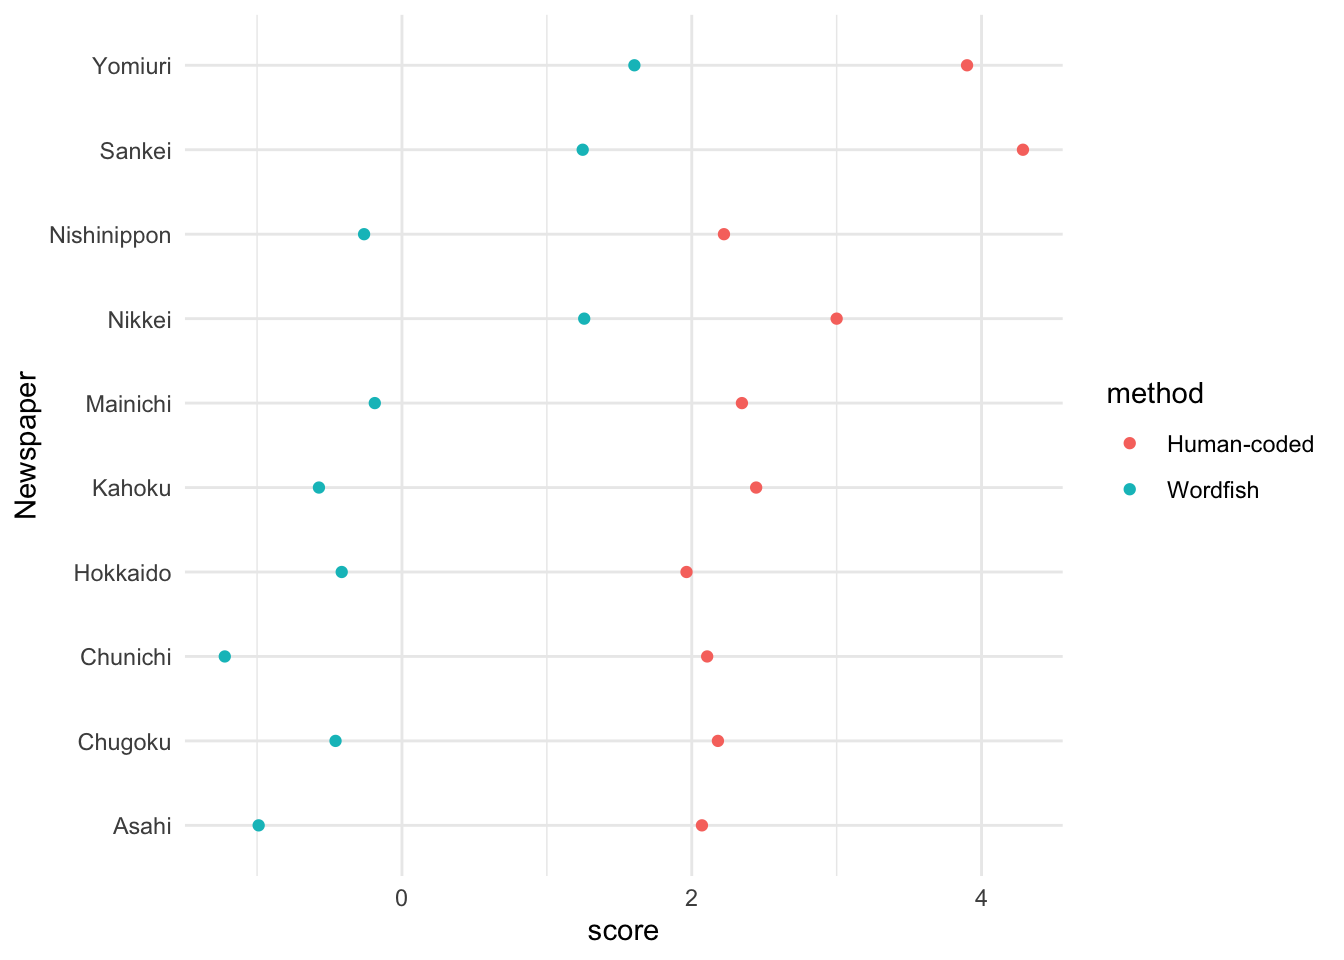 Newspaper
Yomiuri
Sankei
Nishinippon
Nikkei
Mainichi
Kahoku
Hokkaido
Chunichi
Chugoku
Asahi
0 2 4
score
method
Human-coded
Wordfish